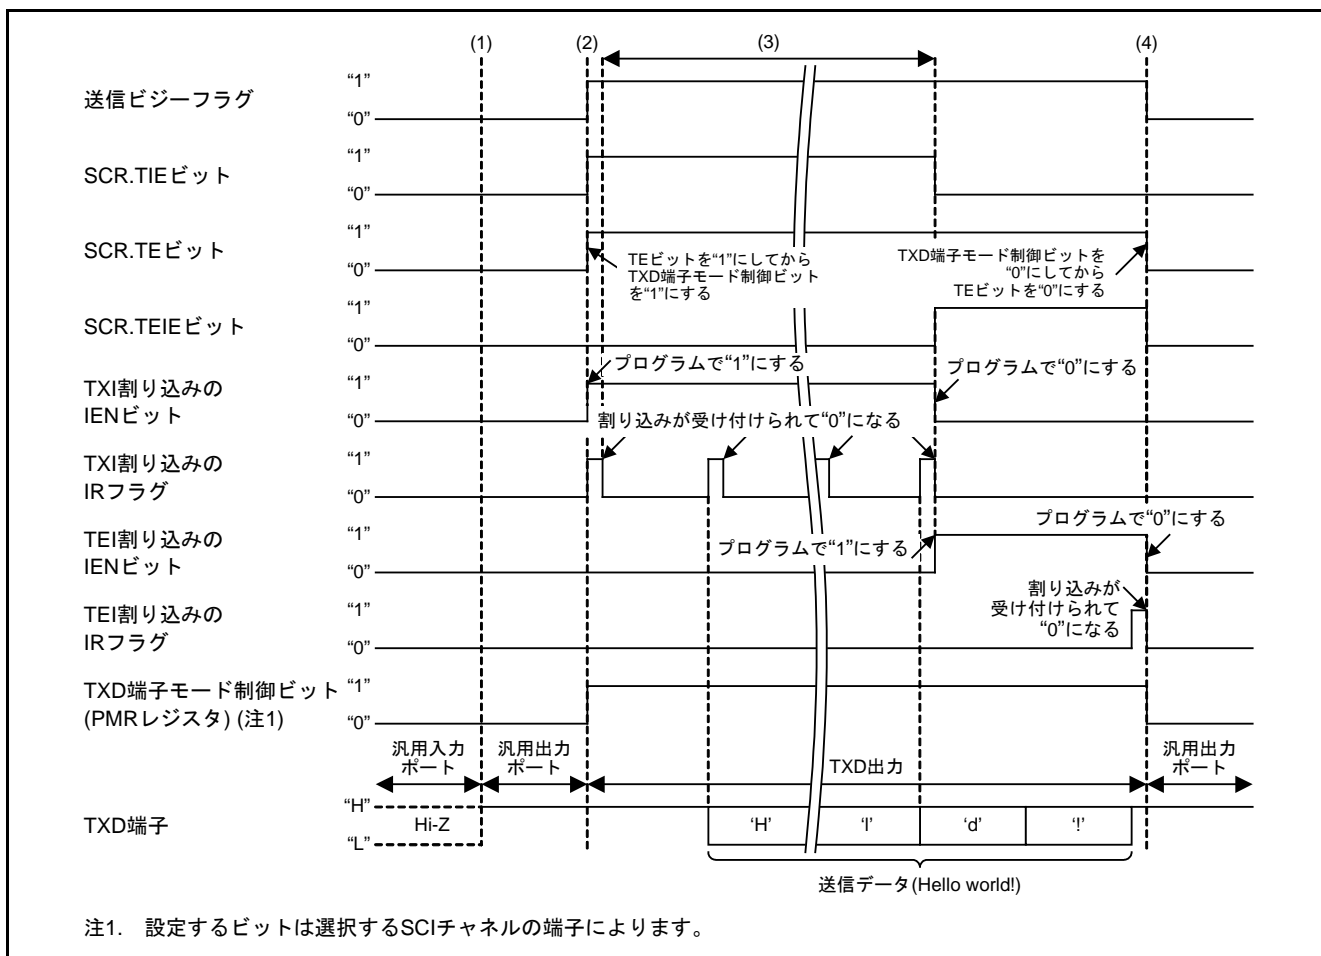 (1) (2) (3) (4)
送信ビジーフラグ
“1”
“0”
SCR.TIEビット
“1”
“0”
SCR.TEビット
“1”
“0”
TEビットを“1”にしてから
TXD端子モード制御ビット
を“1”にする
TXD端子モード制御ビットを
“0”にしてから
TEビットを“0”にする
SCR.TEIEビット
“1”
“0”
TXI割り込みの
IENビット
“1”
“0”
プログラムで“1”にする
プログラムで“0”にする
割り込みが受け付けられて“0”になる
TXI割り込みの
IRフラグ
“1”
“0”
TEI割り込みの
IENビット
“1”
“0”
プログラムで“1”にする
プログラムで“0”にする
TEI割り込みの
IRフラグ
“1”
“0”
割り込みが
受け付けられて
“0”になる
TXD端子モード制御ビット
(PMRレジスタ) (注1)
“1”
“0”
汎用入力
ポート
汎用出力
ポート
TXD出力
汎用出力
ポート
TXD端子
“H”
“L”
Hi-Z
‘H’ ‘l’ ‘d’ ‘!’
送信データ(Hello world!)
注1. 設定するビットは選択するSCIチャネルの端子によります。